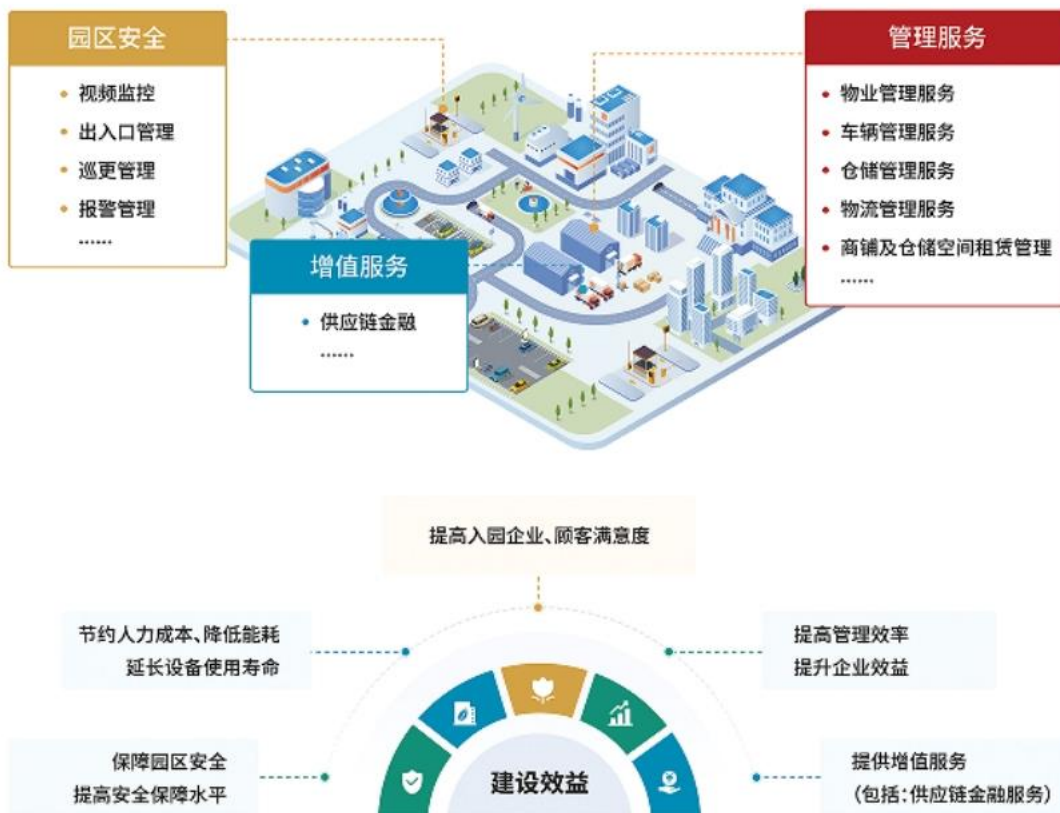 园区安全
视频监控
出入口管理
巡更管理
报警管理
......
管理服务
物业管理服务
车辆管理服务
仓储管理服务
物流管理服务
商铺及仓储空间租赁管理
......
增值服务
供应链金融
......
提高入园企业、顾客满意度
节约人力成本、降低能耗
延长设备使用寿命
提高管理效率
提升企业效益
保障园区安全
提高安全保障水平
建设效益
提供增值服务
(包括:供应链金融服务)